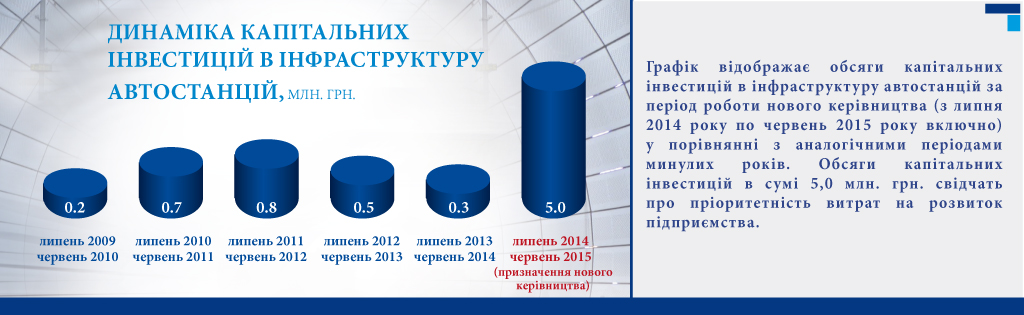 ДИНАМІКА КАПІТАЛЬНИХ
ІНВЕСТИЦІЙ В ІНФРАСТРУКТУРУ
АВТОСТАНЦІЙ, МЛН. ГРН.
0.2
0.7
0.8
0.5
0.3
5.0
липень 2009
червень 2010
липень 2010
червень 2011
липень 2011
червень 2012
липень 2012
червень 2013
липень 2013
червень 2014
липень 2014
червень 2015
(призначення нового
керівництва)
Графік відображає обсяги капітальних
інвестицій в інфраструктуру автостанцій за
період роботи нового керівництва (з липня
2014 року по червень 2015 року включно)
у порівнянні з аналогічними періодами
минулих років. Обсяги капітальних
інвестицій в сумі 5,0 млн. грн. свідчать
про пріоритетність витрат на розвиток
підприємства.